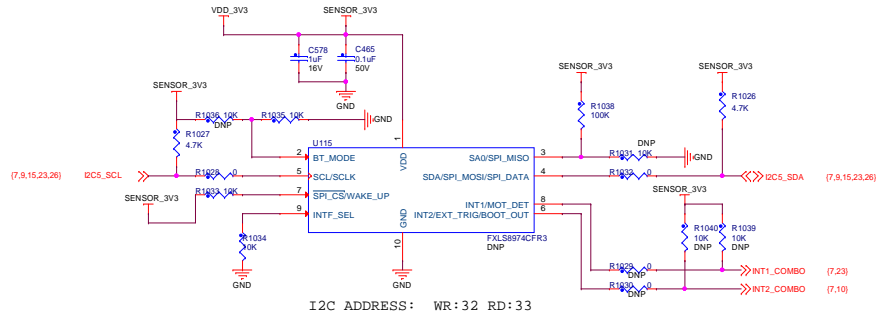 VDD_3V3
SENSOR_3V3
C578
1uF
16V
C465
0.1uF
50V
GND
SENSOR_3V3
R1036 10K
DNP
R1035 10K
GND
R1027
4.7K
U115
SENSOR_3V3
R1038
100K
SENSOR_3V3
R1026
4.7K
{7,9,15,23,26}
I2C5_SCL
R1028 0
SENSOR_3V3
R1033 10K
R1034
10K
GND
1
VDD
2
BT_MODE
5
SCL/SCLK
7
SPI_CS/WAKE_UP
9
INTF_SEL
SA0/SPI_MISO
3
SDA/SPI_MOSI/SPI_DATA
4
INT1/MOT_DET
8
INT2/EXT_TRIG/BOOT_OUT
6
GND
10
FXLS8974CFR3
DNP
GND
DNP
R1031 10K
GND
R1032 0
I2C5_SDA
{7,9,15,23,26}
SENSOR_3V3
R1040
10K
DNP
R1039
10K
DNP
R1029 0
DNP
INT1_COMBO
{7,23}
R1030 0
DNP
INT2_COMBO
{7,10}
I2C ADDRESS: WR:32 RD:33